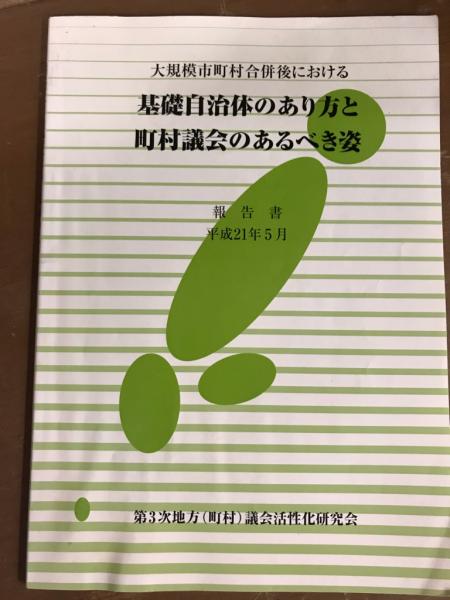 大規模市町村合併後における
基礎自治体のあり方と
町村議会のあるべき姿
報告書
平成21年5月
第3次地方(町村)議会活性化研究会